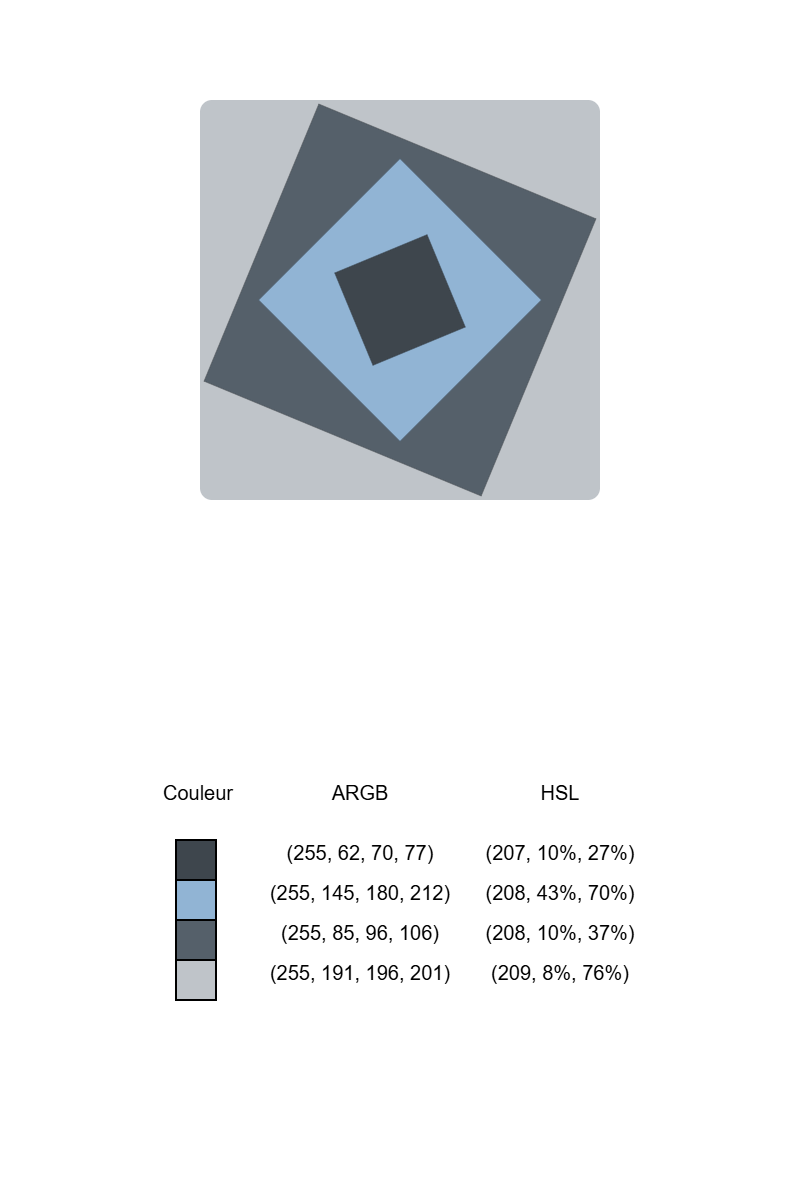 Couleur ARGB HSL
(255, 62, 70, 77) (207, 10%, 27%)
(255, 145, 180, 212) (208, 43%, 70%)
(255, 85, 96, 106) (208, 10%, 37%)
(255, 191, 196, 201) (209, 8%, 76%)